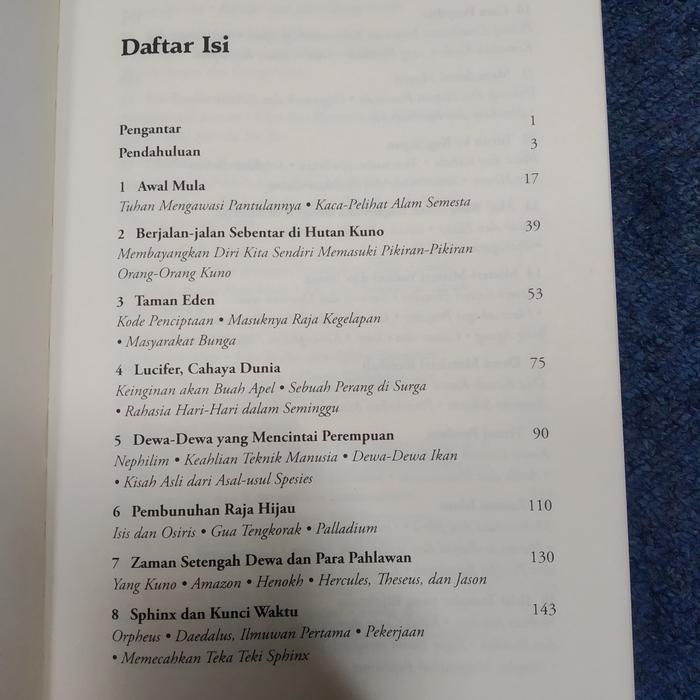 Daftar Isi
Pengantar 1
Pendahuluan 3
1 Awal Mula 17
Tuhan Mengawasi Pantulannya • Kaca-Pelihat Alam Semesta
2 Berjalan-jalan Sebentar di Hutan Kuno 39
Membayangkan Diri Kita Sendiri Memasuki Pikiran-Pikiran
Orang-Orang Kuno
3 Taman Eden 53
Kode Penciptaan • Masuknya Raja Kegelapan
• Masyarakat Bunga
4 Lucifer, Cahaya Dunia 75
Keinginan akan Buah Apel • Sebuah Perang di Surga
• Rahasia Hari-Hari dalam Seminggu
5 Dewa-Dewa yang Mencintai Perempuan 90
Nephilim • Keahlian Teknik Manusia • Dewa-Dewa Ikan
• Kisah Asli dari Asal-usul Spesies
6 Pembunuhan Raja Hijau 110
Isis dan Osiris • Gua Tengkorak • Palladium
7 Zaman Setengah Dewa dan Para Pahlawan 130
Yang Kuno • Amazon • Henokh • Hercules, Theseus, dan Jason
8 Sphinx dan Kunci Waktu 143
Orpheus • Daedalus, Ilmuwan Pertama • Pekerjaan
• Memecahkan Teka Teki Sphinx